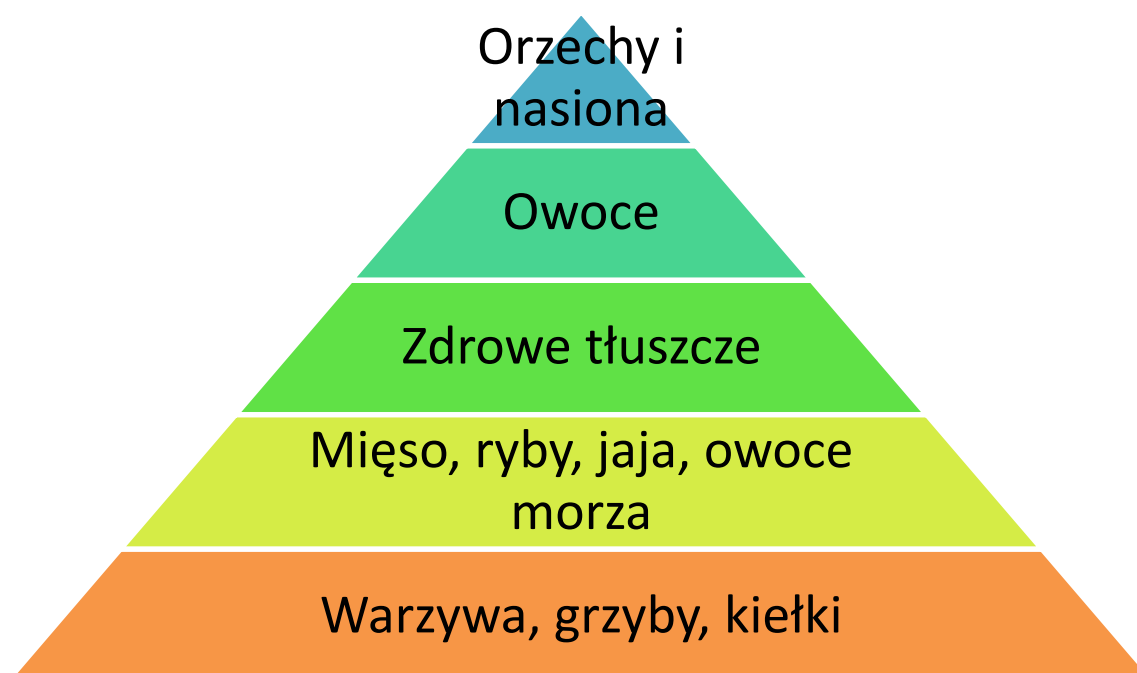 Orzechy i
nasiona
Owoce
Zdrowe tłuszcze
Mięso, ryby, jaja, owoce
morza
Warzywa, grzyby, kiełki